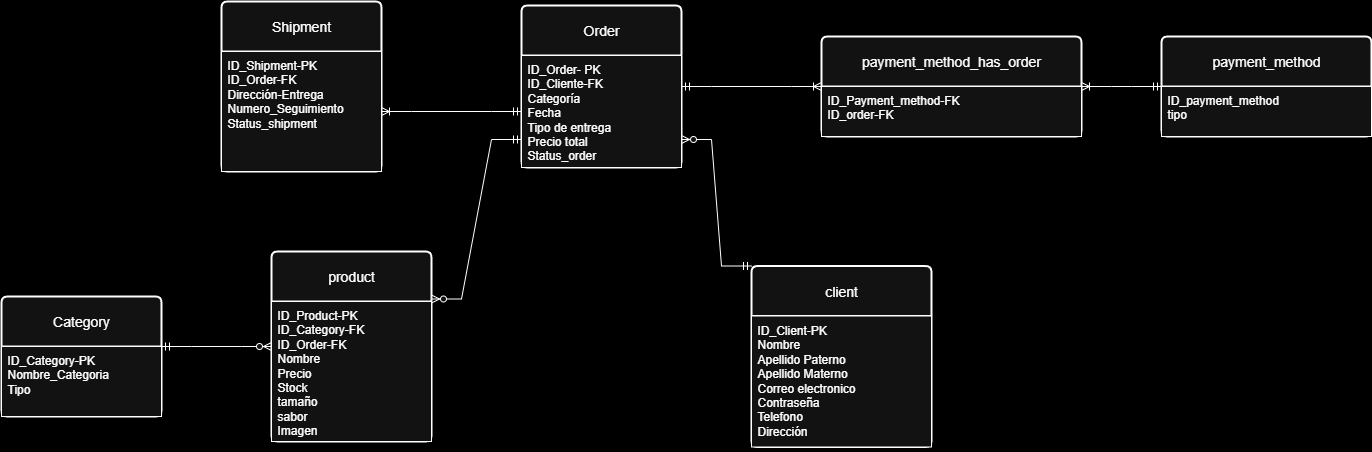 Shipment
ID_Shipment-PK
ID_Order-FK
Dirección-Entrega
Numero_Seguimiento
Status_shipment
Order
ID_Order- PK
ID_Cliente-FK
Categoría
Fecha
Tipo de entrega
Precio total
Status_order
payment_method_has_order
ID_Payment_method-FK
ID_order-FK
payment_method
ID_payment_method
tipo
Category
ID_Category-PK
Nombre_Categoria
Tipo
product
ID_Product-PK
ID_Category-FK
ID_Order-FK
Nombre
Precio
Stock
tamaño
sabor
Imagen
client
ID_Client-PK
Nombre
Apellido Paterno
Apellido Materno
Correo electronico
Contraseña
Telefono
Dirección